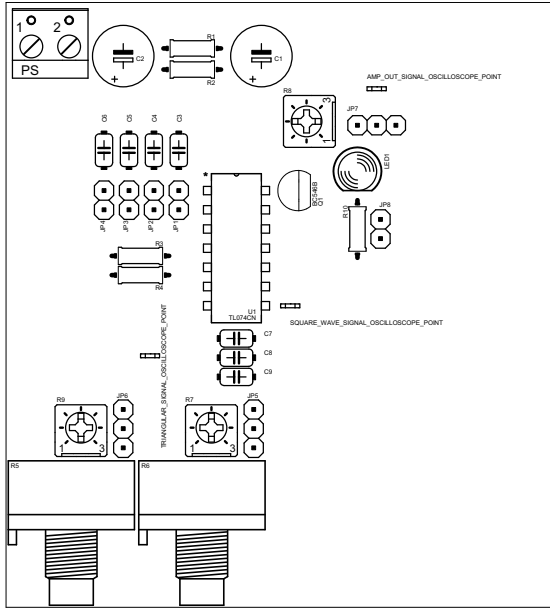 1 2
PS
C2
R1
R2
C1
AMP_OUT_SIGNAL_OSCILLOSCOPE_POINT
R8
3
1
JP7
C6 C5 C4 C3
LED1
*
BC546B
Q1
R10
JP8
JP4 JP3 JP2 JP1
R3
R4
U1
TL074CN
SQUARE_WAVE_SIGNAL_OSCILLOSCOPE_POINT
TRIANGULAR_SIGNAL_OSCILLOSCOPE_POINT
C7
C8
C9
R9
1 3
JP6
R7
1 3
JP5
R5
R6